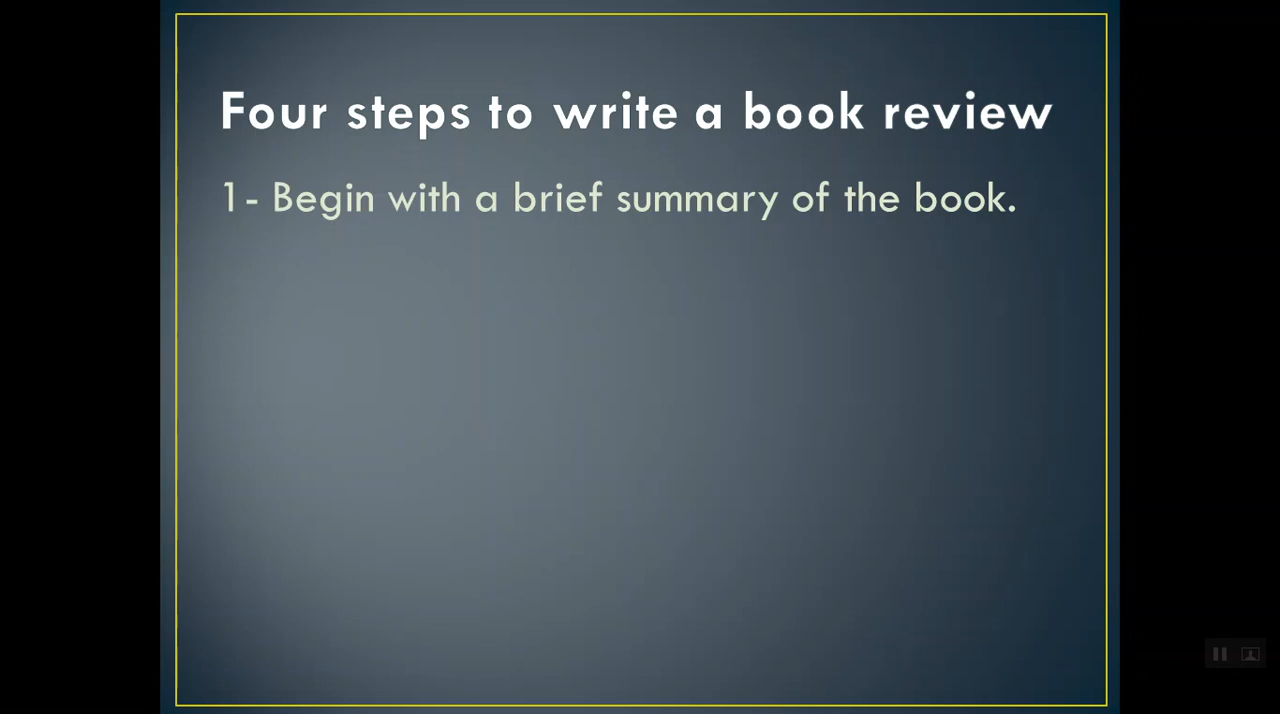 Four steps to write a book review
1- Begin with a brief summary of the book.